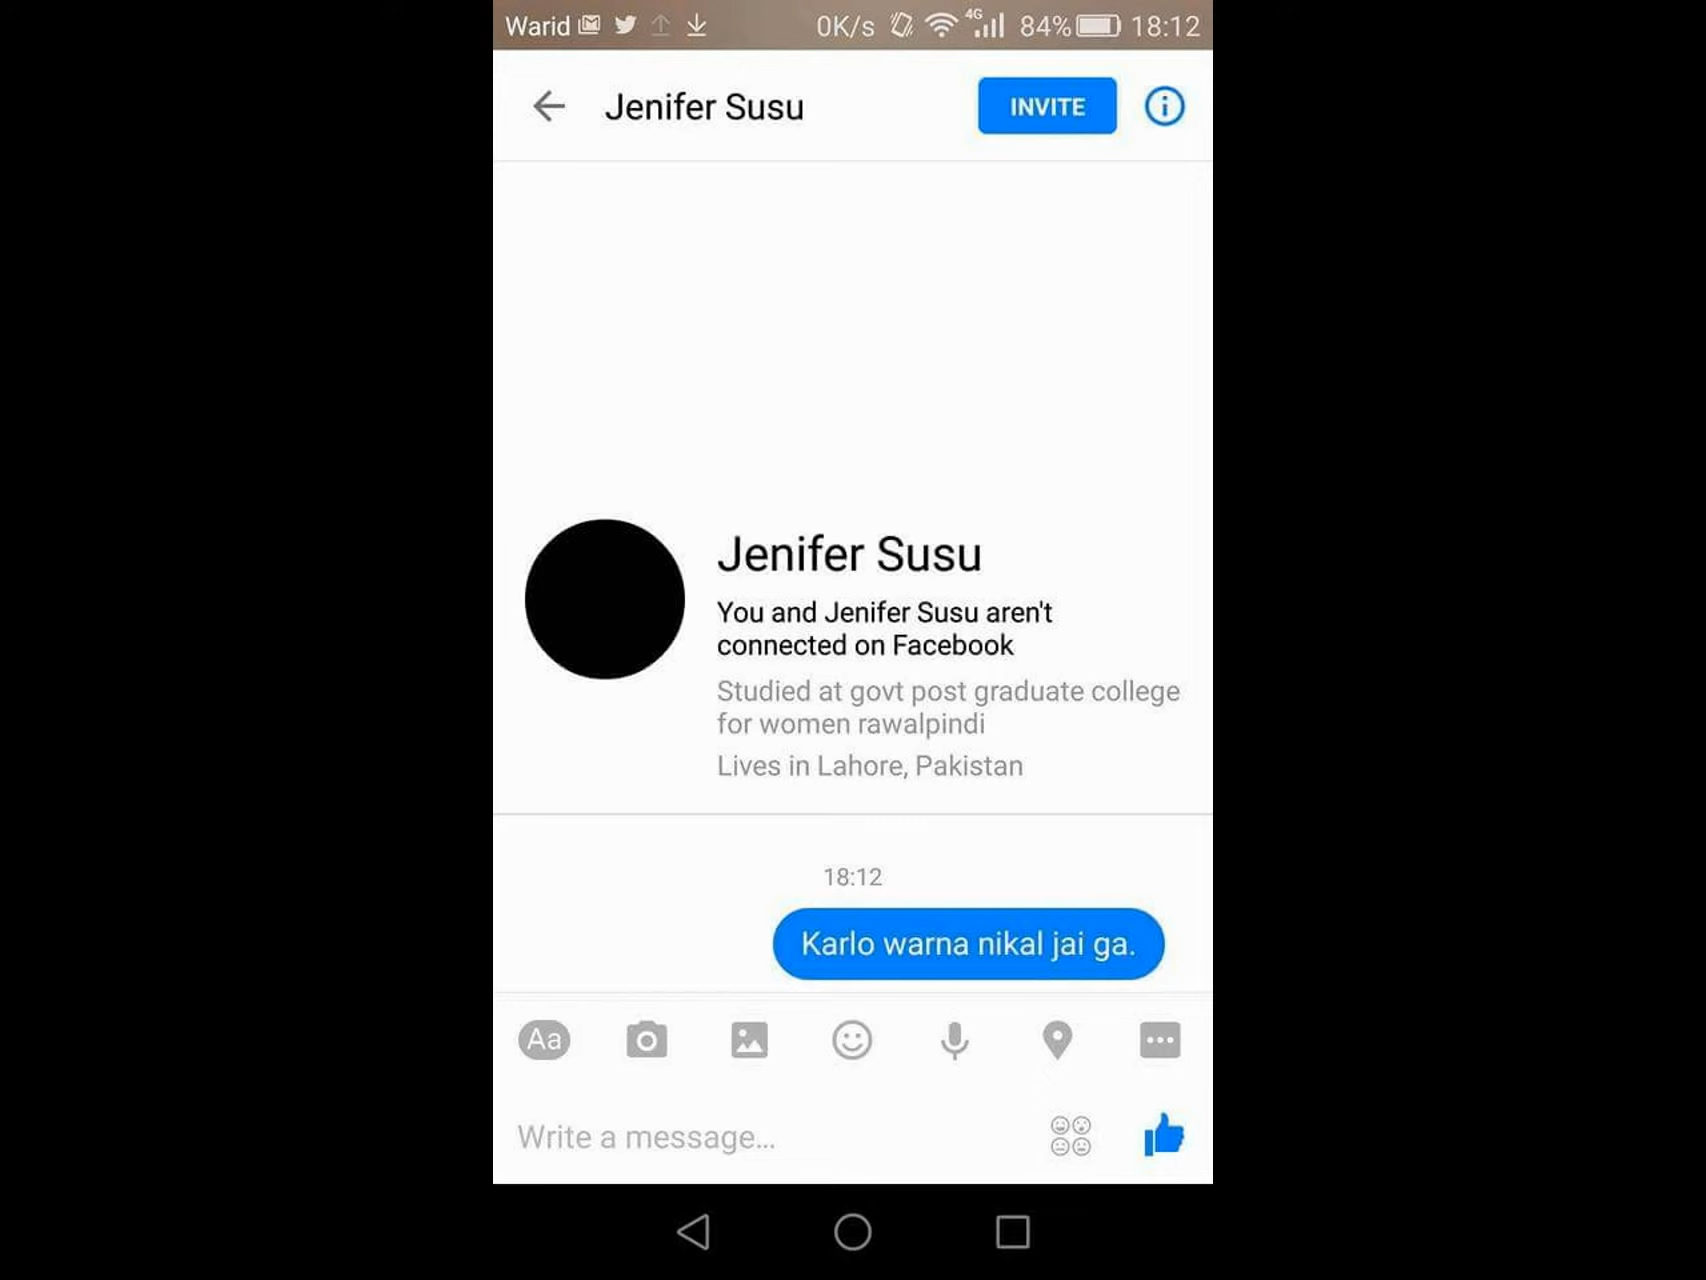 Warid 0K/s 4G 84% 18:12
Jenifer Susu INVITE
Jenifer Susu
You and Jenifer Susu aren't
connected on Facebook
Studied at govt post graduate college
for women rawalpindi
Lives in Lahore, Pakistan
18:12
Karlo warna nikal jai ga.
Aa
Write a message...